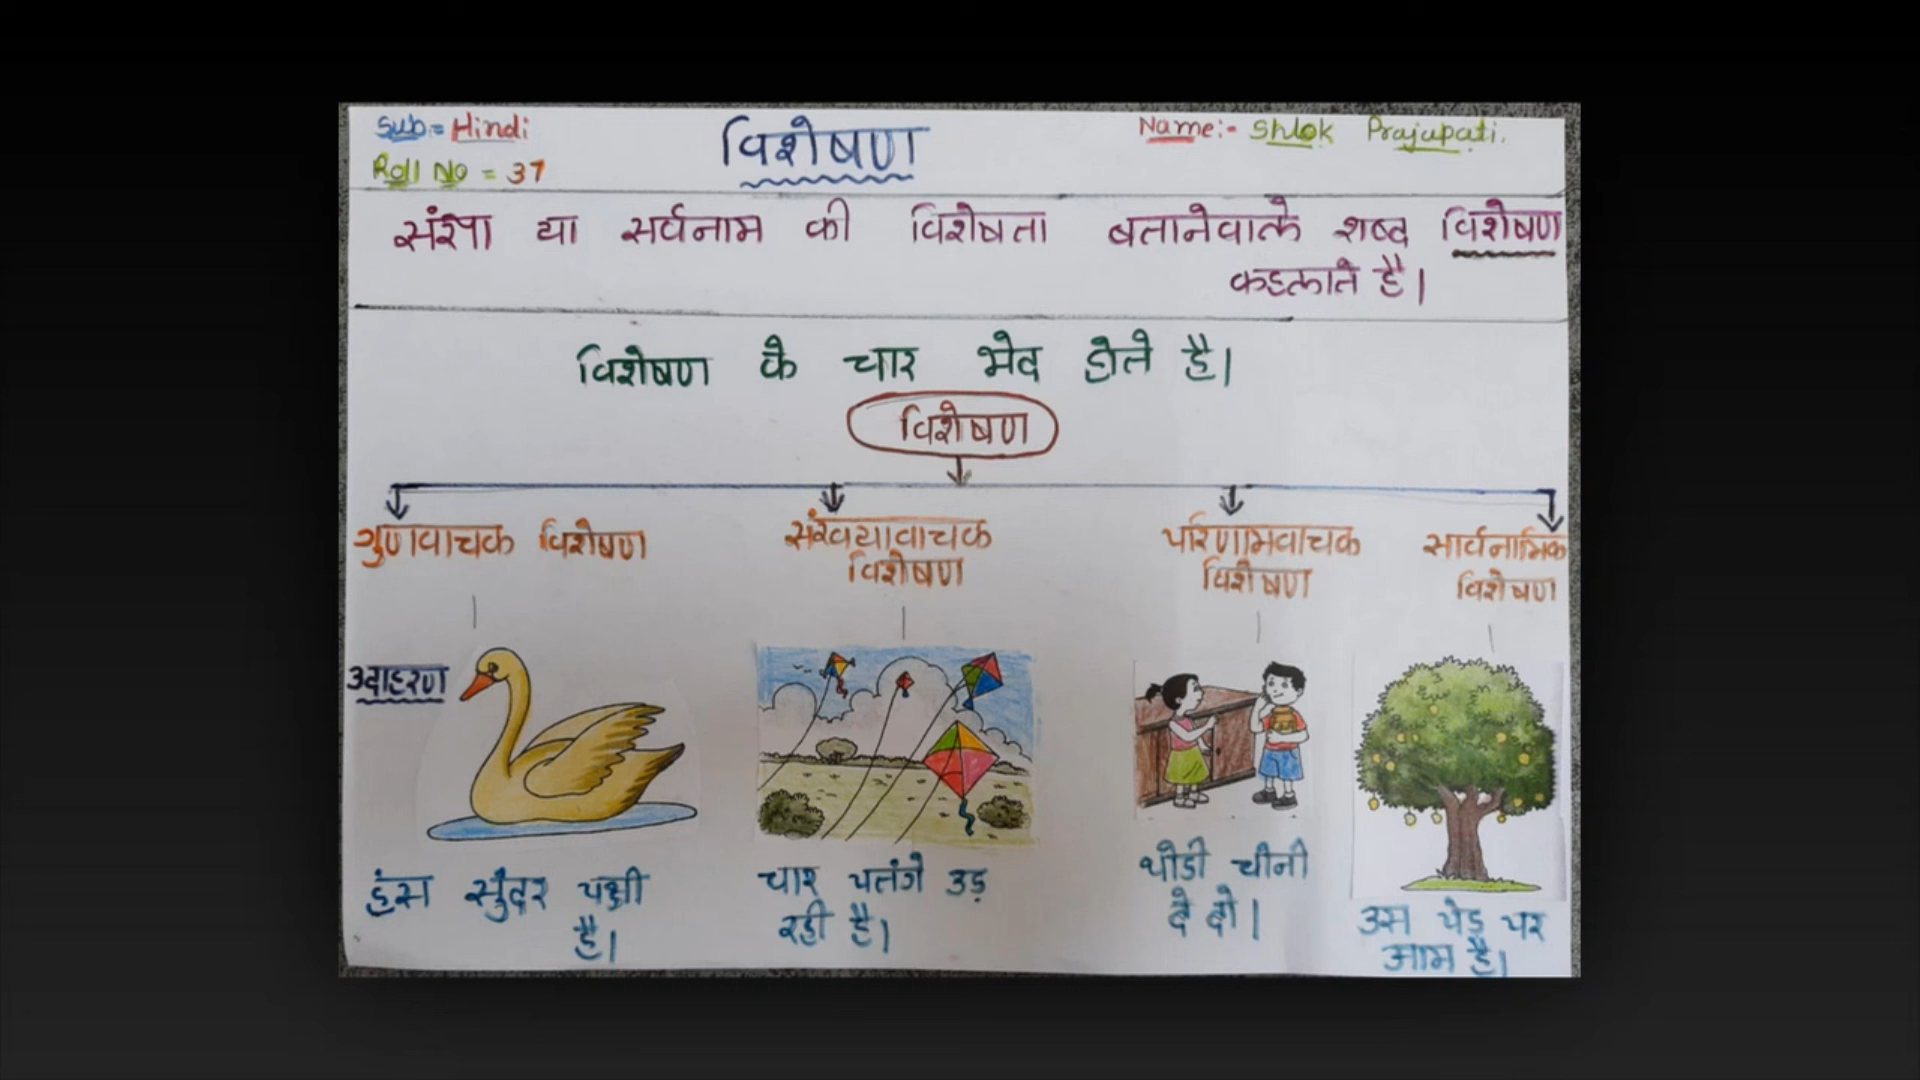 Sub = Hindi
Roll No = 37
विशेषण
Name:- Shlok Prajapati.
संज्ञा या सर्वनाम की विशेषता बतानेवाले शब्द विशेषण
कहलाते है।
विशेषण के चार भेद होते है।
विशेषण
गुणवाचक विशेषण
संख्यावाचक
विशेषण
परिणामवाचक
विशेषण
सार्वनामिक
विशेषण
उदाहरण
हंस सुंदर पक्षी
है।
चार पतंगे उड़
रही है।
थोडी चीनी
दे दो।
उस पेड़ पर
आम है।